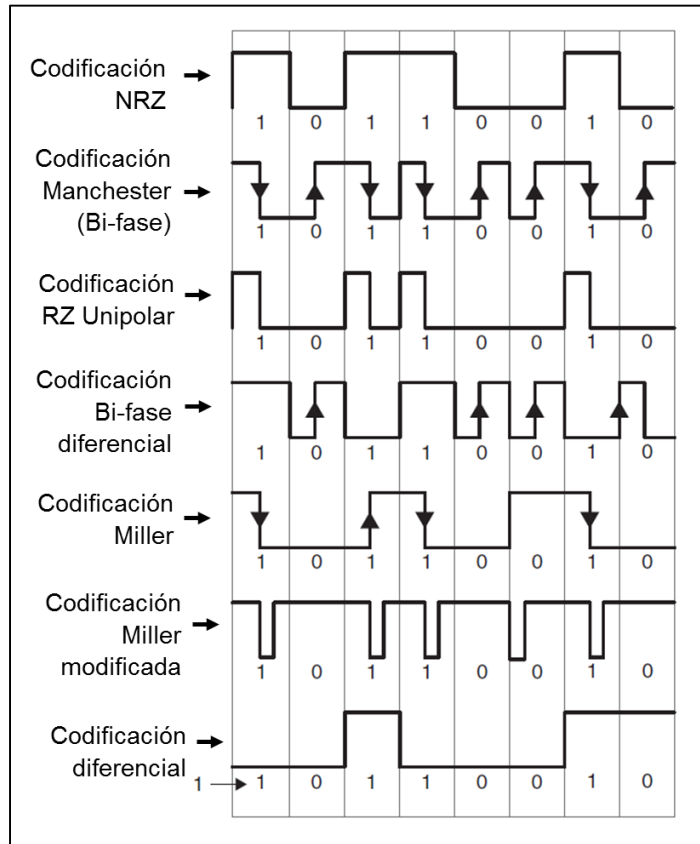 Codificación
NRZ
1 0 1 1 0 0 1 0
Codificación
Manchester
(Bi-fase)
1 0 1 1 0 0 1 0
Codificación
RZ Unipolar
1 0 1 1 0 0 1 0
Codificación
Bi-fase
diferencial
1 0 1 1 0 0 1 0
Codificación
Miller
1 0 1 1 0 0 1 0
Codificación
Miller
modificada
1 0 1 1 0 0 1 0
Codificación
diferencial
1 1 0 1 1 0 0 1 0